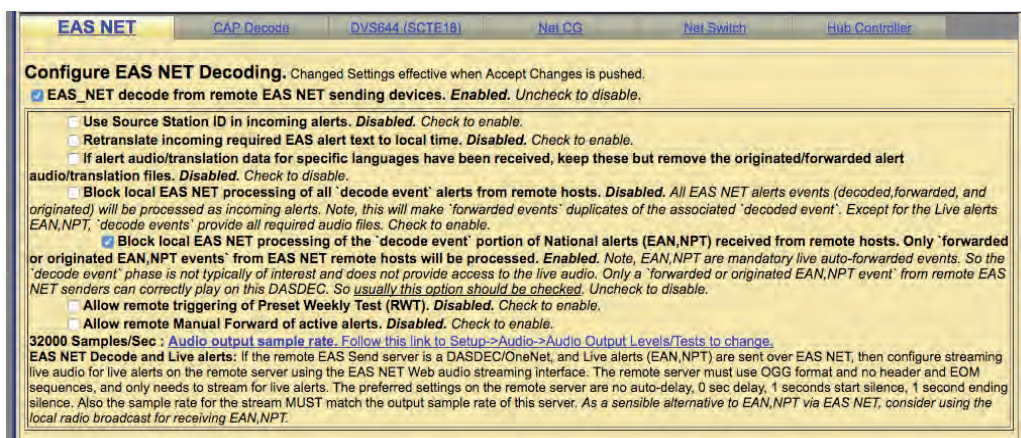 EAS NET CAP Decode DVS644 (SCTE18) Net CG Net Switch Hub Controller
Configure EAS NET Decoding. Changed Settings effective when Accept Changes is pushed.
EAS_NET decode from remote EAS NET sending devices. Enabled. Uncheck to disable.
Use Source Station ID in incoming alerts. Disabled. Check to enable.
Retranslate incoming required EAS alert text to local time. Disabled. Check to enable.
If alert audio/translation data for specific languages have been received, keep these but remove the originated/forwarded alert
audio/translation files. Disabled. Check to disable.
Block local EAS NET processing of all `decode event` alerts from remote hosts. Disabled. All EAS NET alerts events (decoded,forwarded, and
originated) will be processed as incoming alerts. Note, this will make `forwarded events` duplicates of the associated `decoded event`. Except for the Live alerts
EAN,NPT, `decode events` provide all required audio files. Check to enable.
Block local EAS NET processing of the `decode event` portion of National alerts (EAN,NPT) received from remote hosts. Only `forwarded
or originated EAN,NPT events` from EAS NET remote hosts will be processed. Enabled. Note, EAN,NPT are mandatory live auto-forwarded events. So the
`decode event` phase is not typically of interest and does not provide access to the live audio. Only a `forwarded or originated EAN,NPT event` from remote EAS
NET senders can correctly play on this DASDEC. So usually this option should be checked. Uncheck to disable.
Allow remote triggering of Preset Weekly Test (RWT). Disabled. Check to enable.
Allow remote Manual Forward of active alerts. Disabled. Check to enable.
32000 Samples/Sec : Audio output sample rate. Follow this link to Setup->Audio->Audio Output Levels/Tests to change.
EAS NET Decode and Live alerts: If the remote EAS Send server is a DASDEC/OneNet, and Live alerts (EAN,NPT) are sent over EAS NET, then configure streaming
live audio for live alerts on the remote server using the EAS NET Web audio streaming interface. The remote server must use OGG format and no header and EOM
sequences, and only needs to stream for live alerts. The preferred settings on the remote server are no auto-delay, 0 sec delay, 1 seconds start silence, 1 second ending
silence. Also the sample rate for the stream MUST match the output sample rate of this server. As a sensible alternative to EAN,NPT via EAS NET, consider using the
local radio broadcast for receiving EAN,NPT.